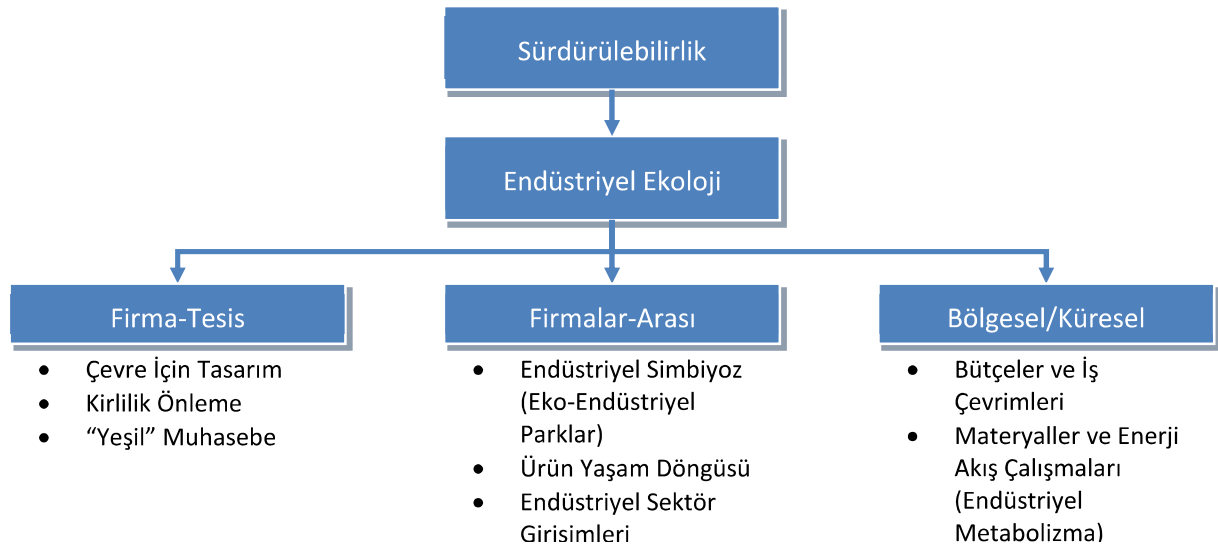 Sürdürülebilirlik
Endüstriyel Ekoloji
Firma-Tesis
• Çevre İçin Tasarım
• Kirlilik Önleme
• “Yeşil” Muhasebe
Firmalar-Arası
• Endüstriyel Simbiyoz
(Eko-Endüstriyel
Parklar)
• Ürün Yaşam Döngüsü
• Endüstriyel Sektör
Girişimleri
Bölgesel/Küresel
• Bütçeler ve İş
Çevrimleri
• Materyaller ve Enerji
Akış Çalışmaları
(Endüstriyel
Metabolizma)